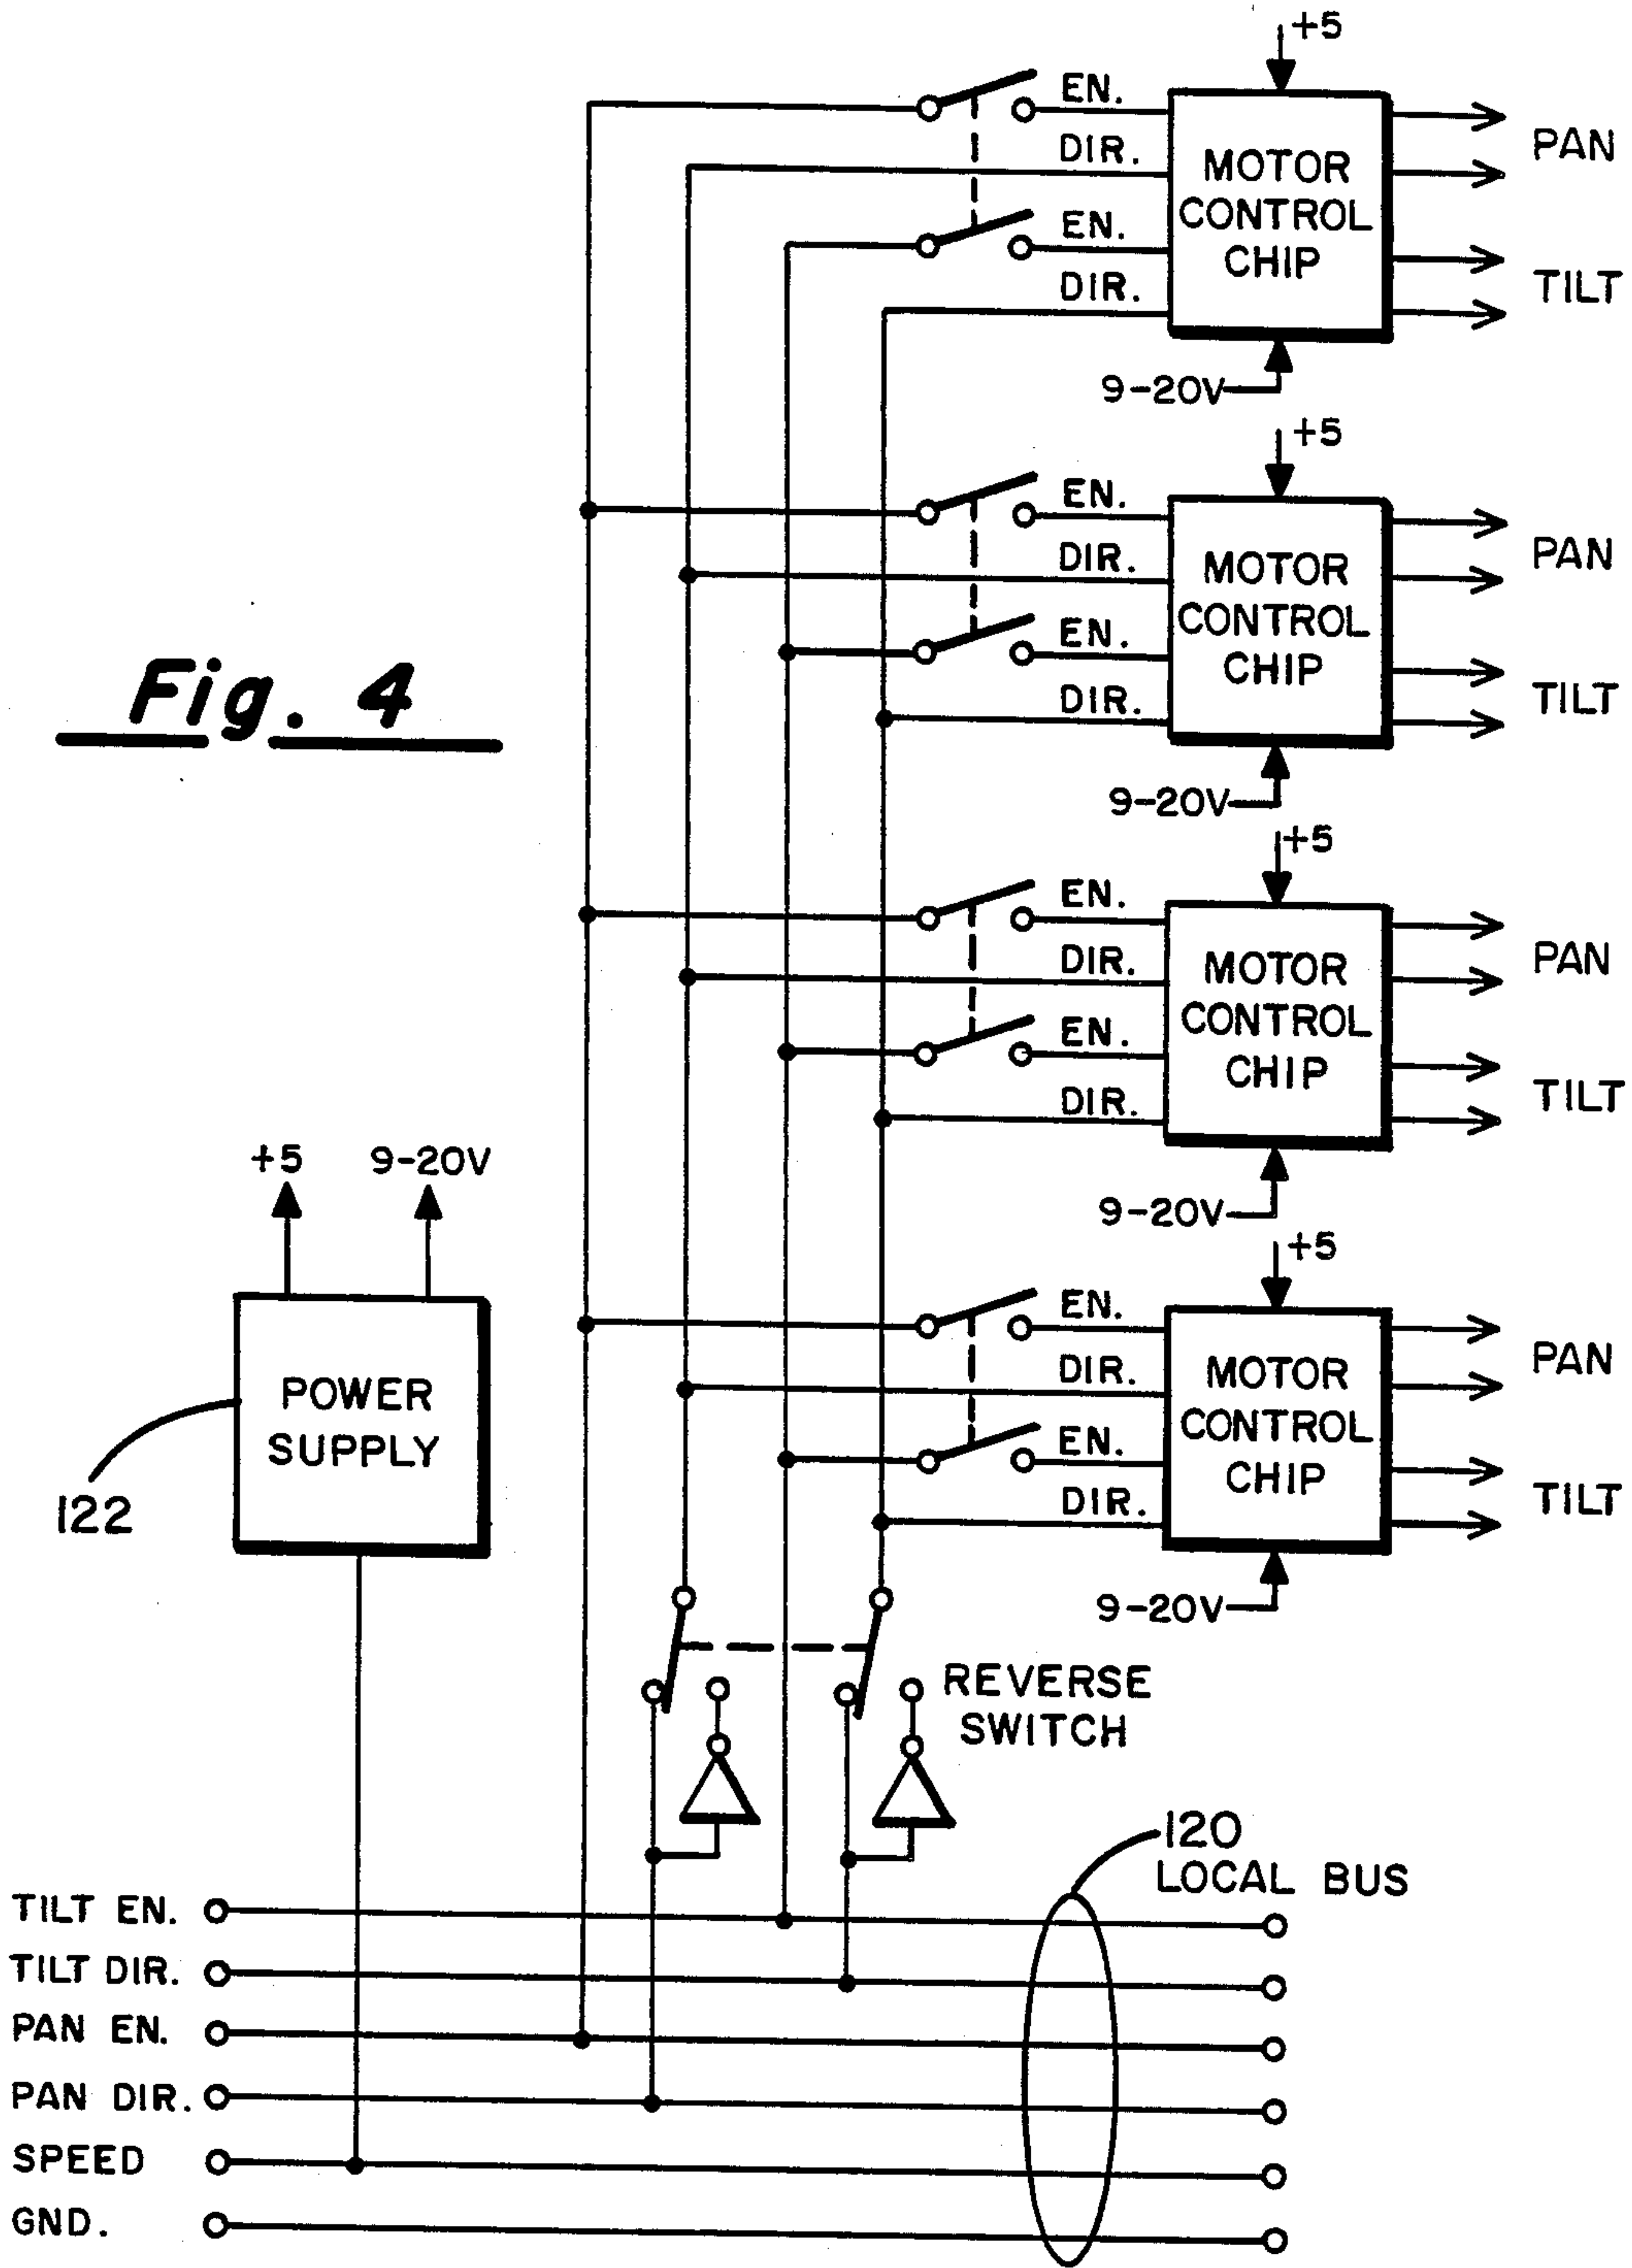 +5
EN.
DIR.
EN.
DIR.
MOTOR
CONTROL
CHIP
PAN
TILT
9-20V
+5
EN.
DIR.
EN.
DIR.
MOTOR
CONTROL
CHIP
PAN
TILT
9-20V
Fig. 4
+5
EN.
DIR.
EN.
DIR.
MOTOR
CONTROL
CHIP
PAN
TILT
9-20V
+5 9-20V
POWER
SUPPLY
122
+5
EN.
DIR.
EN.
DIR.
MOTOR
CONTROL
CHIP
PAN
TILT
9-20V
REVERSE
SWITCH
120
LOCAL BUS
TILT EN.
TILT DIR.
PAN EN.
PAN DIR.
SPEED
GND.